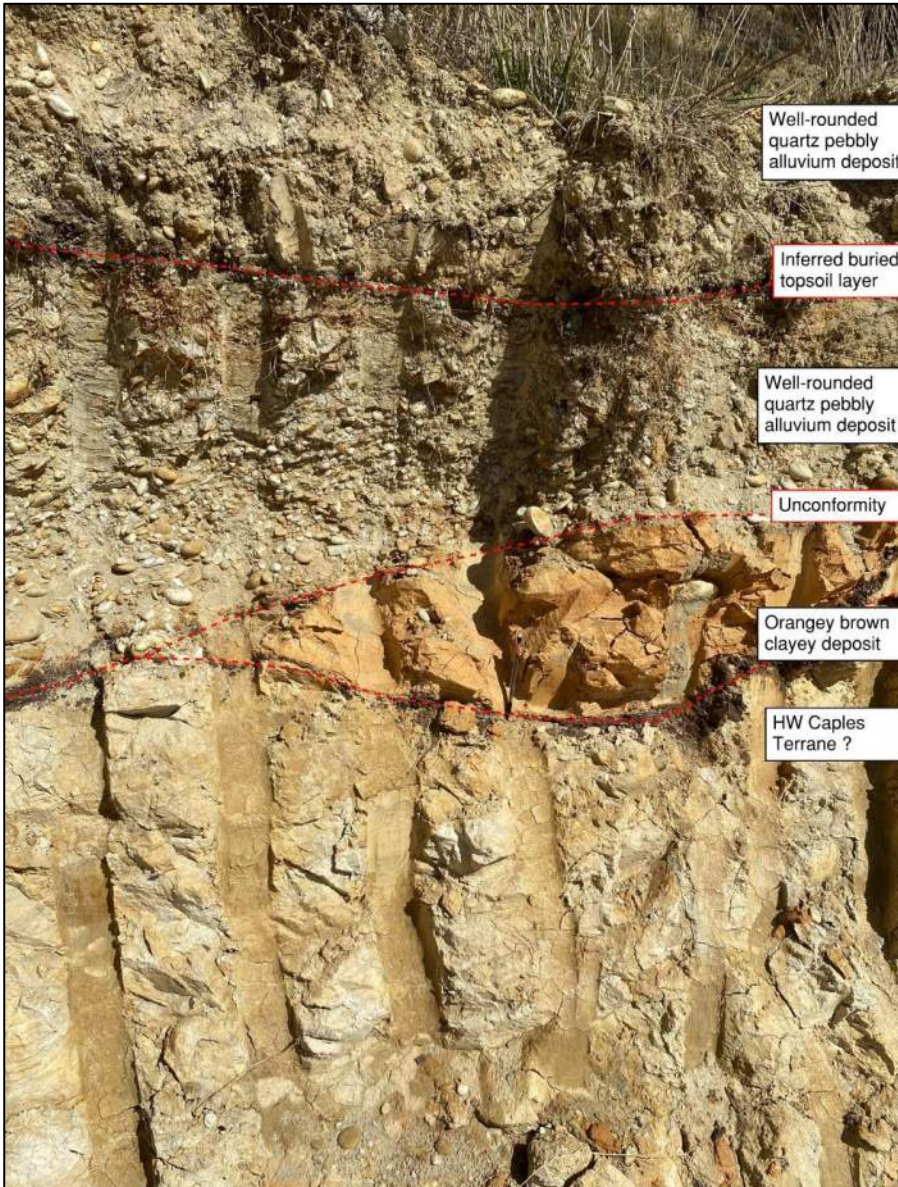 Well-rounded
quartz pebbly
alluvium deposit
Inferred buried
topsoil layer
Well-rounded
quartz pebbly
alluvium deposit
Unconformity
Orangey brown
clayey deposit
HW Caples
Terrane ?